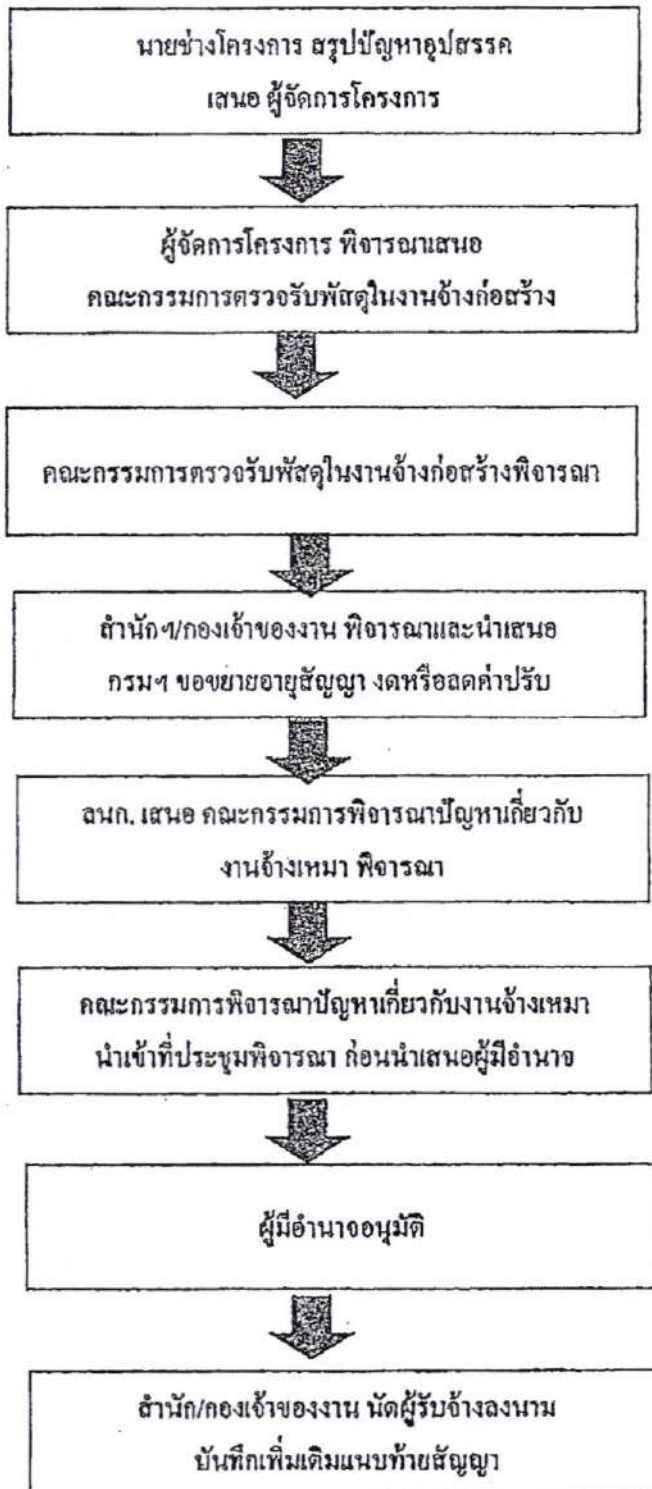 นายช่างโครงการ สรุปปัญหาอุปสรรค
เสนอ ผู้จัดการโครงการ
ผู้จัดการโครงการ พิจารณาเสนอ
คณะกรรมการตรวจรับพัสดุในงานจ้างก่อสร้าง
คณะกรรมการตรวจรับพัสดุในงานจ้างก่อสร้างพิจารณา
สำนักฯ/กองเจ้าของงาน พิจารณาและนำเสนอ
กรมฯ ขอขยายอายุสัญญา งดหรือลดค่าปรับ
ลนก. เสนอ คณะกรรมการพิจารณาปัญหาเกี่ยวกับ
งานจ้างเหมา พิจารณา
คณะกรรมการพิจารณาปัญหาเกี่ยวกับงานจ้างเหมา
นำเข้าที่ประชุมพิจารณา ก่อนนำเสนอผู้มีอำนาจ
ผู้มีอำนาจอนุมัติ
สำนัก/กองเจ้าของงาน นัดผู้รับจ้างลงนาม
บันทึกเพิ่มเติมแนบท้ายสัญญา